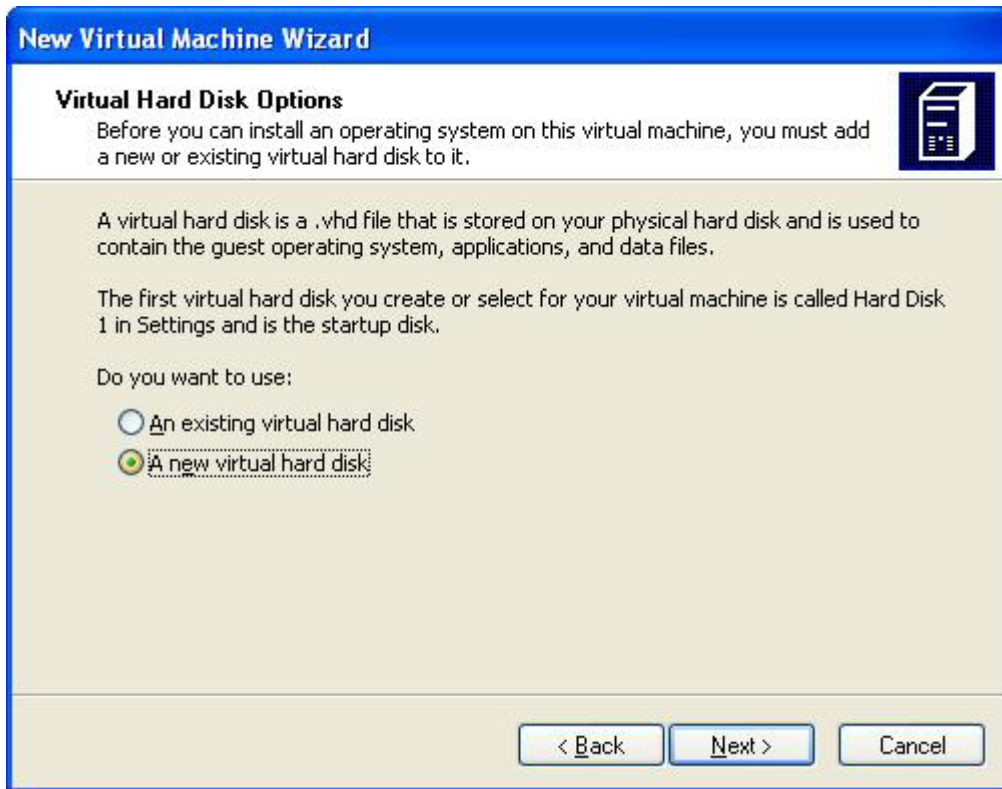 New Virtual Machine Wizard
Virtual Hard Disk Options
Before you can install an operating system on this virtual machine, you must add
a new or existing virtual hard disk to it.
A virtual hard disk is a .vhd file that is stored on your physical hard disk and is used to
contain the guest operating system, applications, and data files.
The first virtual hard disk you create or select for your virtual machine is called Hard Disk
1 in Settings and is the startup disk.
Do you want to use:
An existing virtual hard disk
A new virtual hard disk
< Back
Next >
Cancel